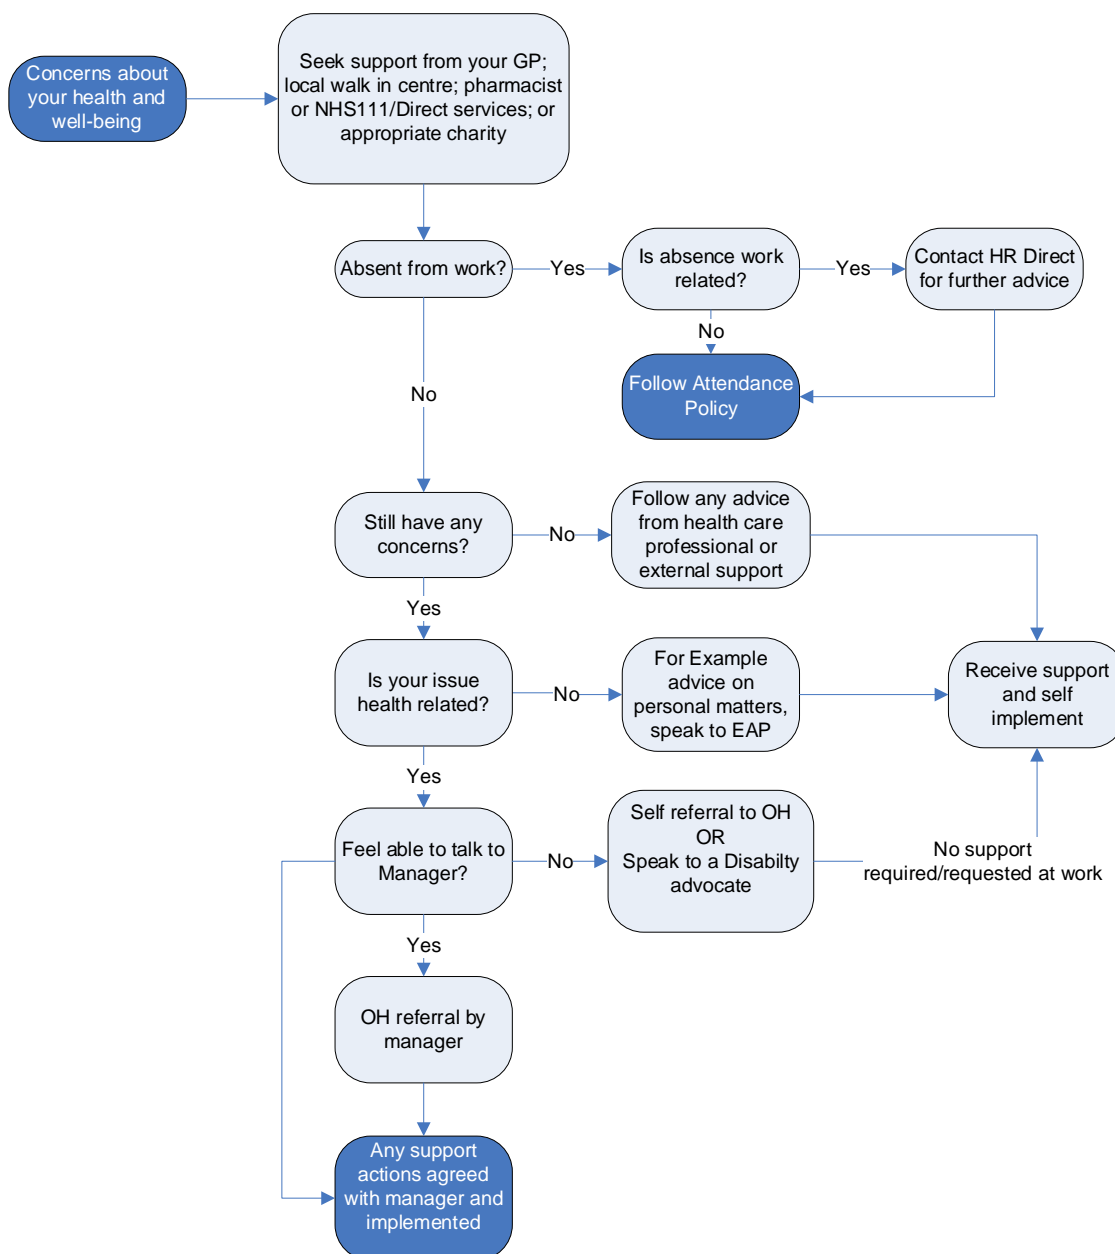 Concerns about
your health and
well-being
Seek support from your GP;
local walk in centre; pharmacist
or NHS111/Direct services; or
appropriate charity
Absent from work?
Yes
Is absence work
related?
Yes
Contact HR Direct
for further advice
No
Follow Attendance
Policy
No
Still have any
concerns?
No
Follow any advice
from health care
professional or
external support
Yes
Is your issue
health related?
No
For Example
advice on
personal matters,
speak to EAP
Receive support
and self
implement
Yes
Feel able to talk to
Manager?
No
Self referral to OH
OR
Speak to a Disabilty
advocate
No support
required/requested at work
Yes
OH referral by
manager
Any support
actions agreed
with manager and
implemented